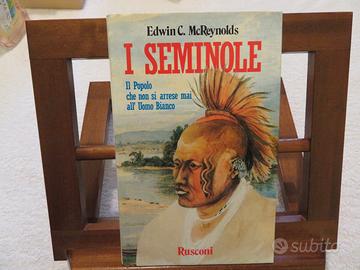 Edwin C. McReynolds
I SEMINOLE
Il Popolo
che non si arrese mai
all'Uomo Bianco
Rusconi
subito